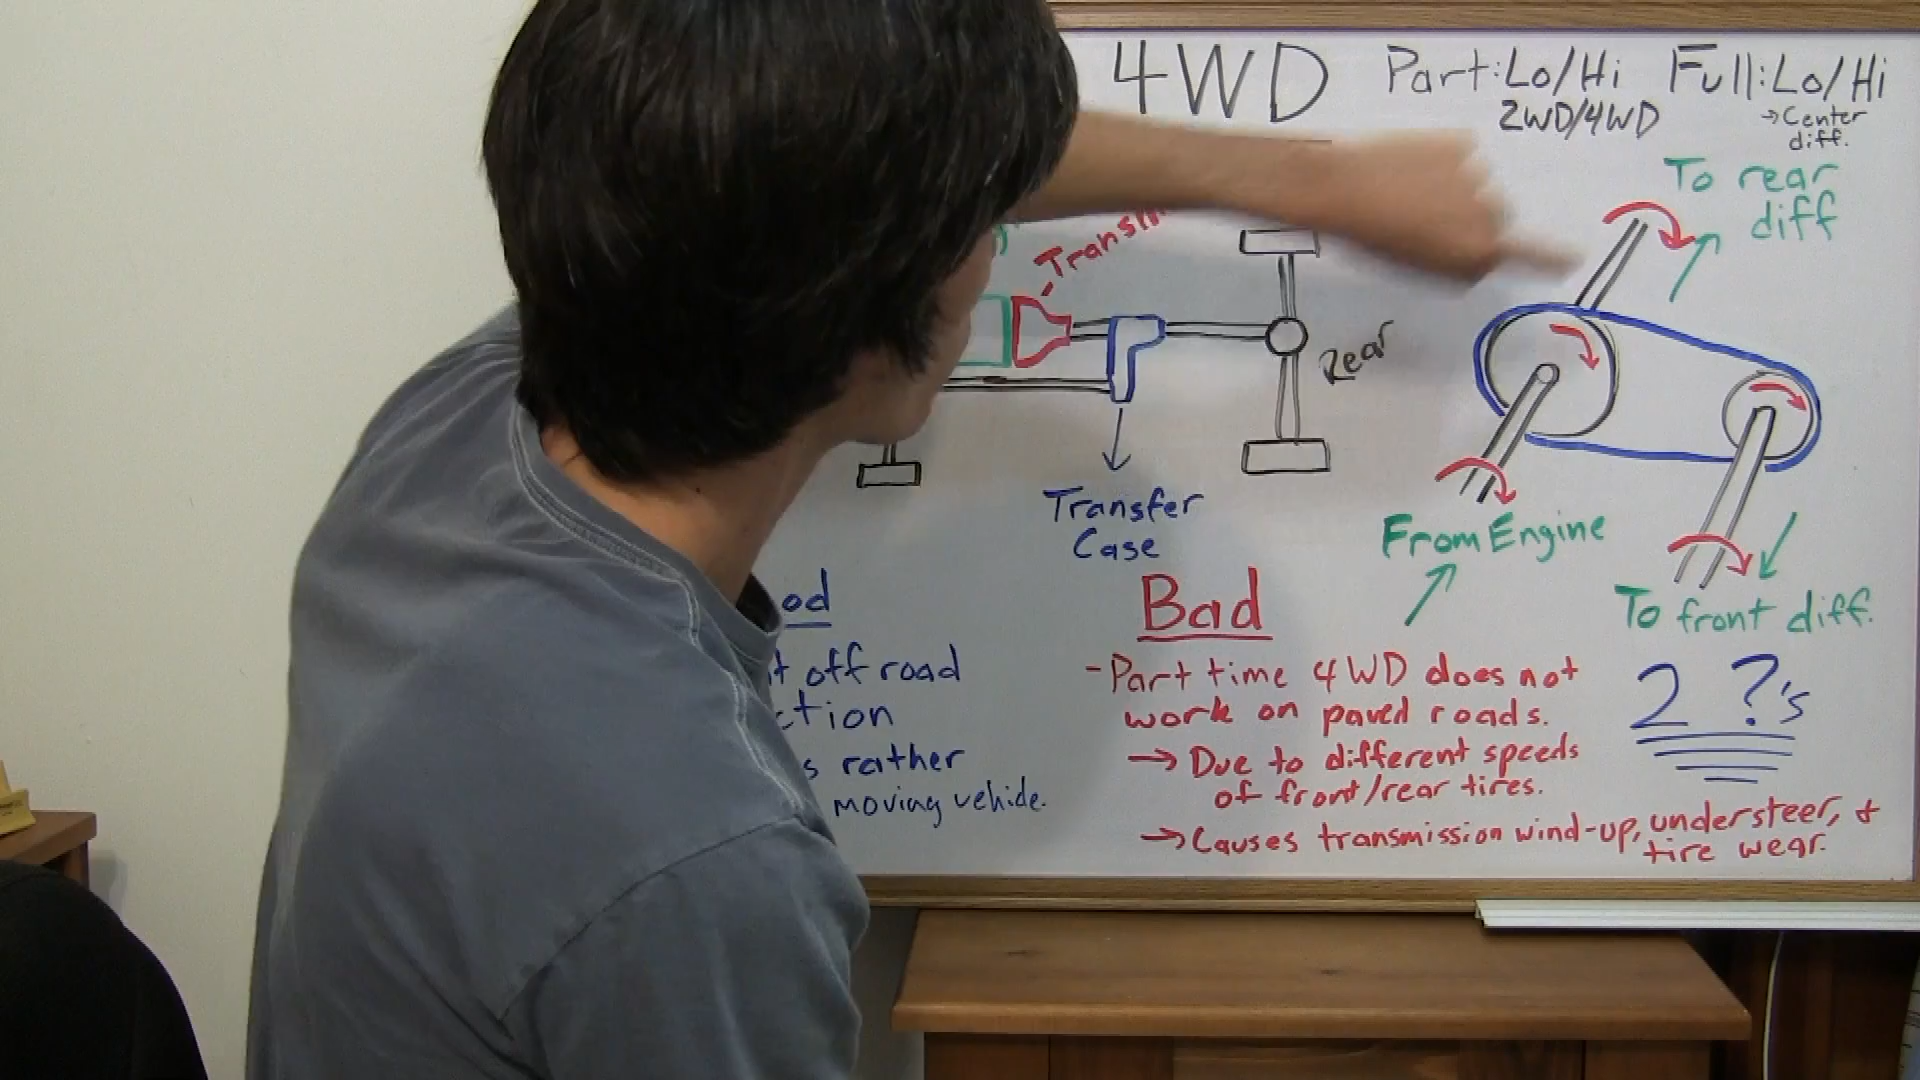 4WD
Part: Lo/Hi
2WD/4WD
Full: Lo/Hi
→Center
diff.
To rear
diff
Rear
Transfer
Case
From Engine
To front diff.
off road
s rather
moving vehicle.
Bad
-Part time 4WD does not
work on paved roads.
→ Due to different speeds
of front/rear tires.
→ Causes transmission wind-up, understeer, &
tire wear.
2 ?'s